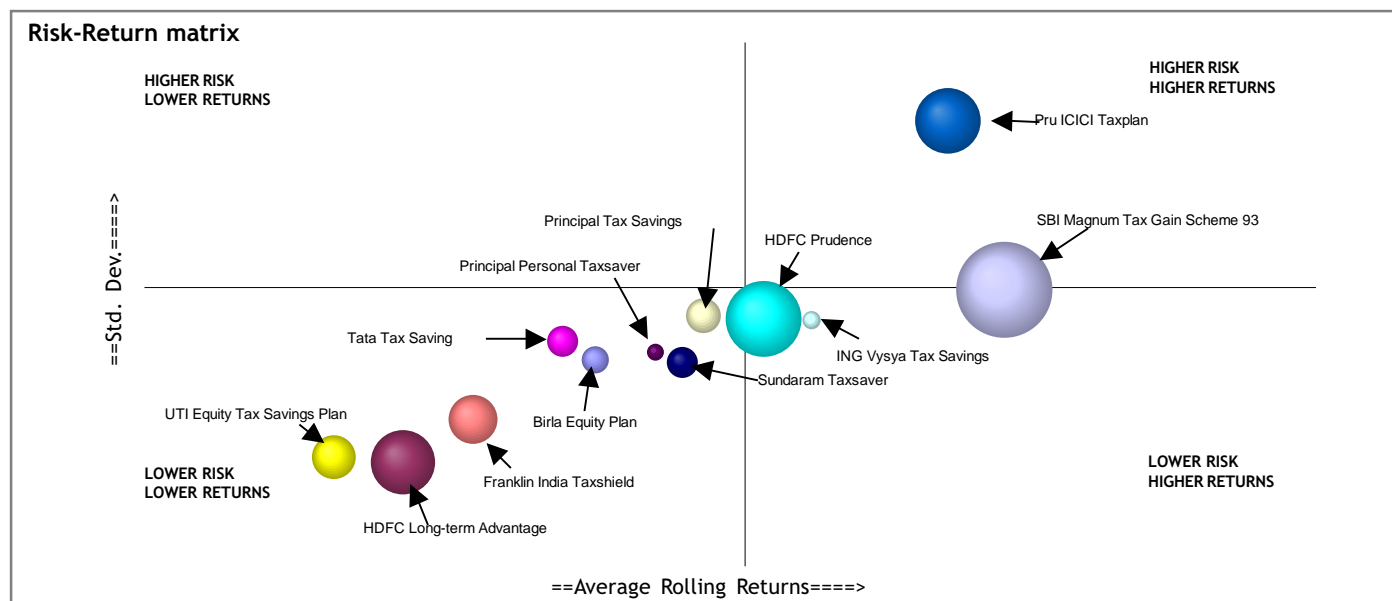 Risk-Return matrix
HIGHER RISK
LOWER RETURNS
HIGHER RISK
HIGHER RETURNS
Pru ICICI Taxplan
Principal Tax Savings
SBI Magnum Tax Gain Scheme 93
HDFC Prudence
Principal Personal Taxsaver
==Std. Dev.=====>
Tata Tax Saving
ING Vysya Tax Savings
Sundaram Taxsaver
UTI Equity Tax Savings Plan
Birla Equity Plan
LOWER RISK
LOWER RETURNS
Franklin India Taxshield
LOWER RISK
HIGHER RETURNS
HDFC Long-term Advantage
==Average Rolling Returns====>